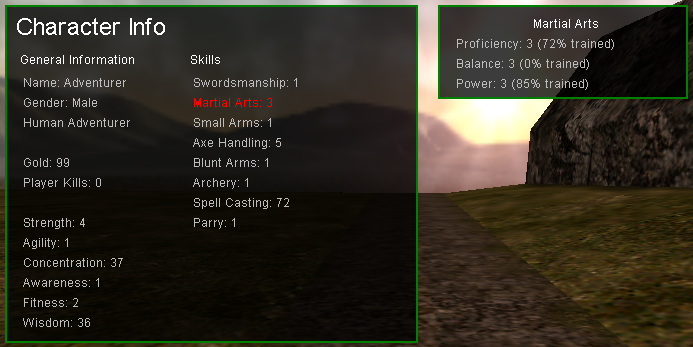 Character Info
General Information
Name: Adventurer
Gender: Male
Human Adventurer
Gold: 99
Player Kills: 0
Strength: 4
Agility: 1
Concentration: 37
Awareness: 1
Fitness: 2
Wisdom: 36
Skills
Swordsmanship: 1
Martial Arts: 3
Small Arms: 1
Axe Handling: 5
Blunt Arms: 1
Archery: 1
Spell Casting: 72
Parry: 1
Martial Arts
Proficiency: 3 (72% trained)
Balance: 3 (0% trained)
Power: 3 (85% trained)